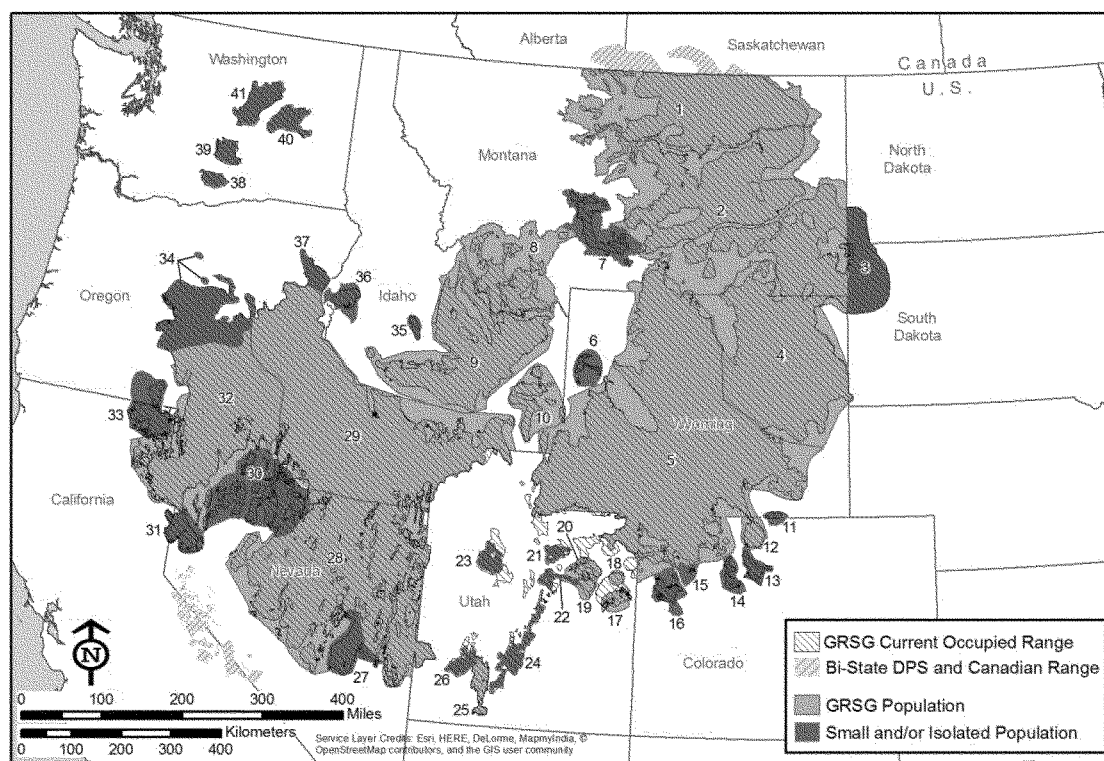 Alberta
Saskatchewan
Canada
U.S.
Washington
41
40
39
38
Montana
North
Dakota
1
2
3
37
8
7
34
36
Oregon
Idaho
35
South
Dakota
6
4
9
33
32
10
29
Wyoming
5
California
30
31
11
12
20
18
21
28
Nevada
23
15
13
Utah
22
19
17
14
16
24
Colorado
26
27
25
N
0 100 200 300 400
Miles
Kilometers
0 100 200 300 400
Service Layer Credits: Esri, HERE, DeLorme, MapmyIndia, ©
OpenStreetMap contributors, and the GIS user community
GRSG Current Occupied Range
Bi-State DPS and Canadian Range
GRSG Population
Small and/or Isolated Population